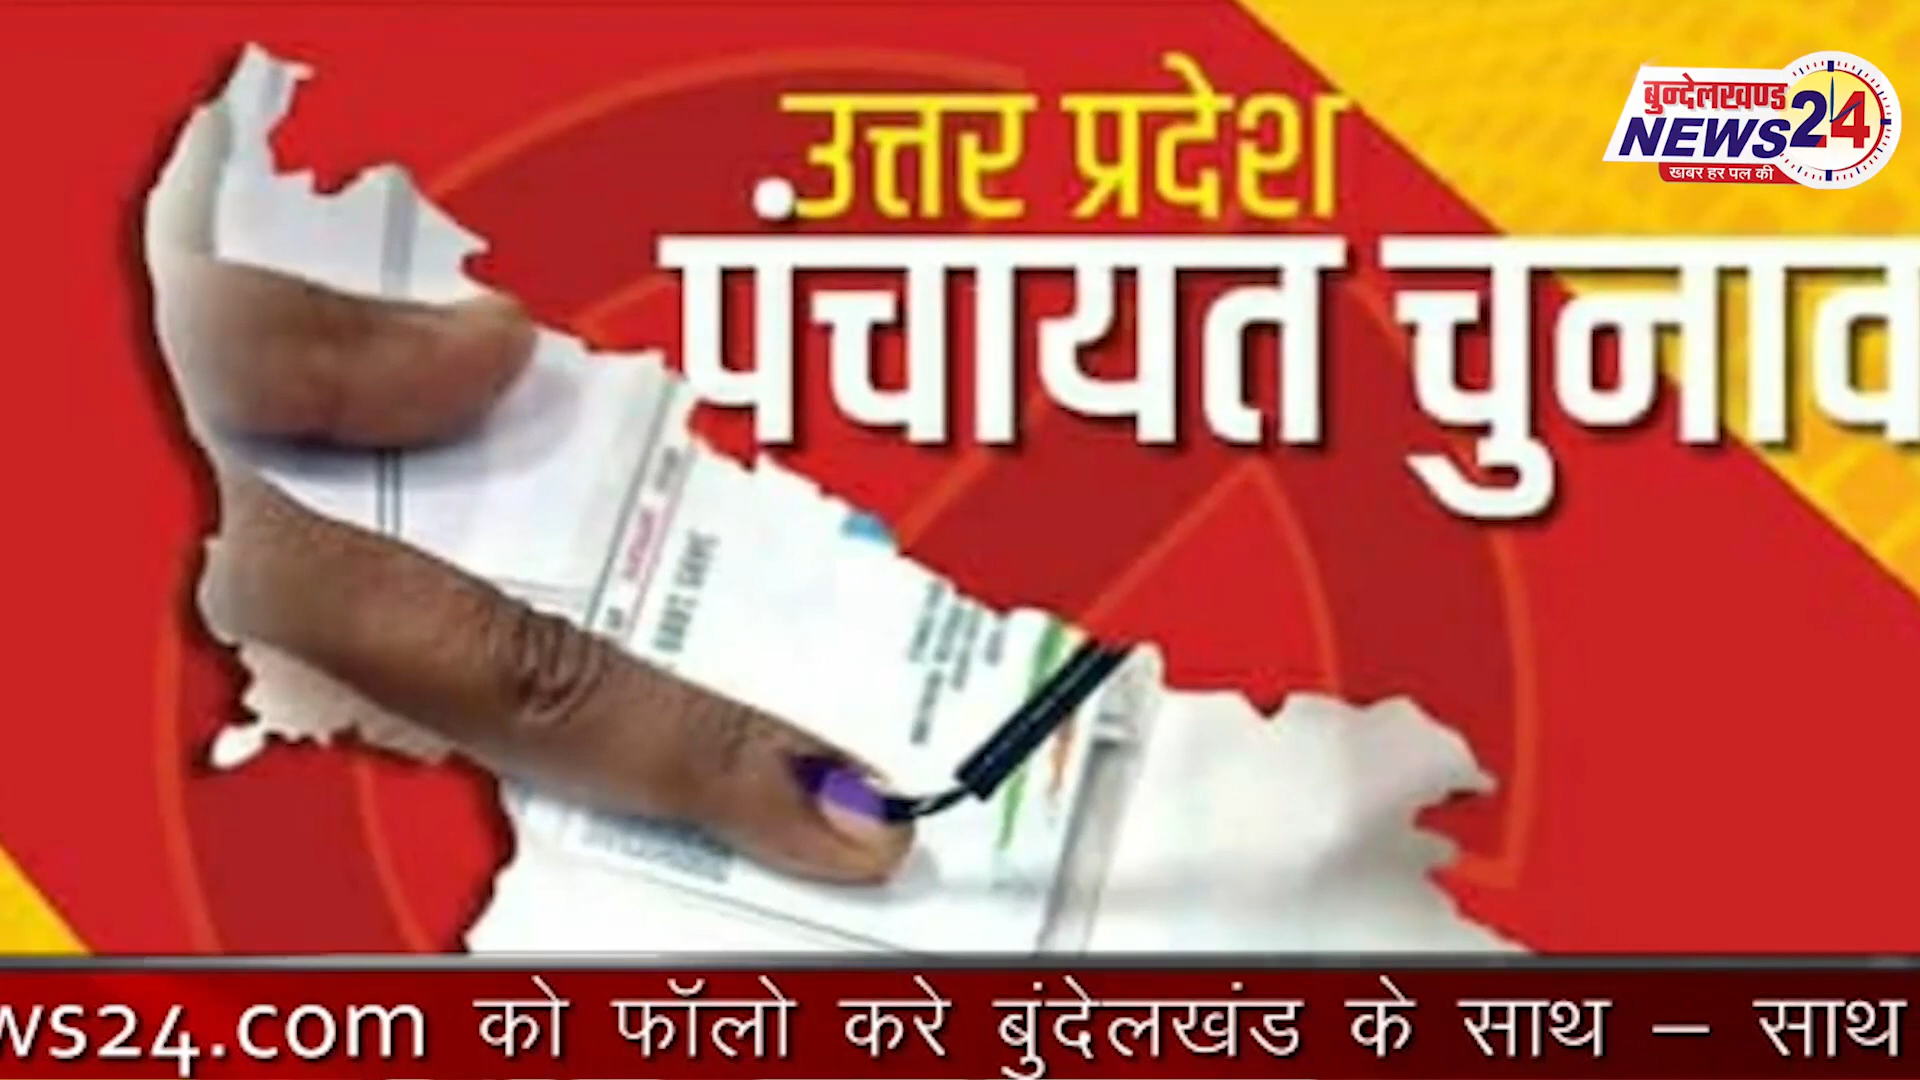 उत्तर प्रदेश
पंचायत चुनाव
बुन्देलखण्ड
NEWS24
खबर हर पल की
ws24.com को फॉलो करे बुंदेलखंड के साथ – साथ